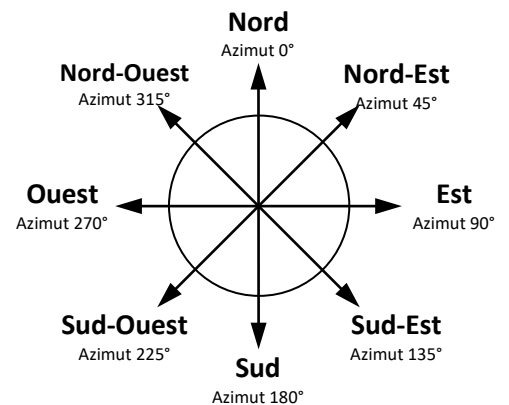 Nord
Azimut 0°
Nord-Ouest
Azimut 315°
Nord-Est
Azimut 45°
Ouest
Azimut 270°
Est
Azimut 90°
Sud-Ouest
Azimut 225°
Sud-Est
Azimut 135°
Sud
Azimut 180°